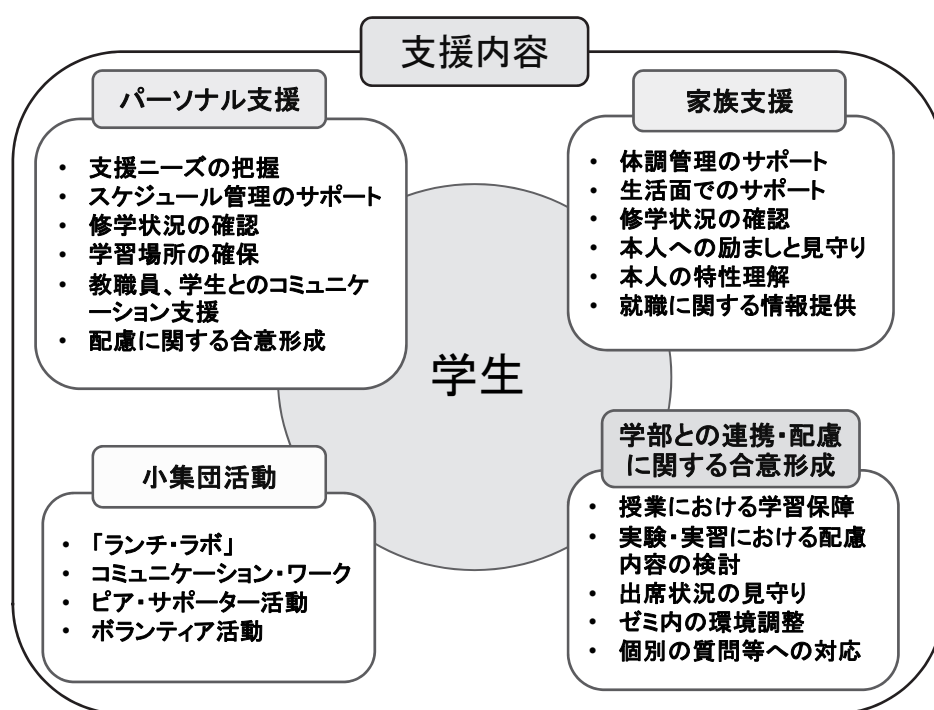 支援内容
パーソナル支援
・ 支援ニーズの把握
・ スケジュール管理のサポート
・ 修学状況の確認
・ 学習場所の確保
・ 教職員、学生とのコミュニケ
ーション支援
・ 配慮に関する合意形成
家族支援
・ 体調管理のサポート
・ 生活面でのサポート
・ 修学状況の確認
・ 本人への励ましと見守り
・ 本人の特性理解
・ 就職に関する情報提供
学生
小集団活動
・ 「ランチ・ラボ」
・ コミュニケーション・ワーク
・ ピア・サポーター活動
・ ボランティア活動
学部との連携・配慮
に関する合意形成
・ 授業における学習保障
・ 実験・実習における配慮
内容の検討
・ 出席状況の見守り
・ ゼミ内の環境調整
・ 個別の質問等への対応